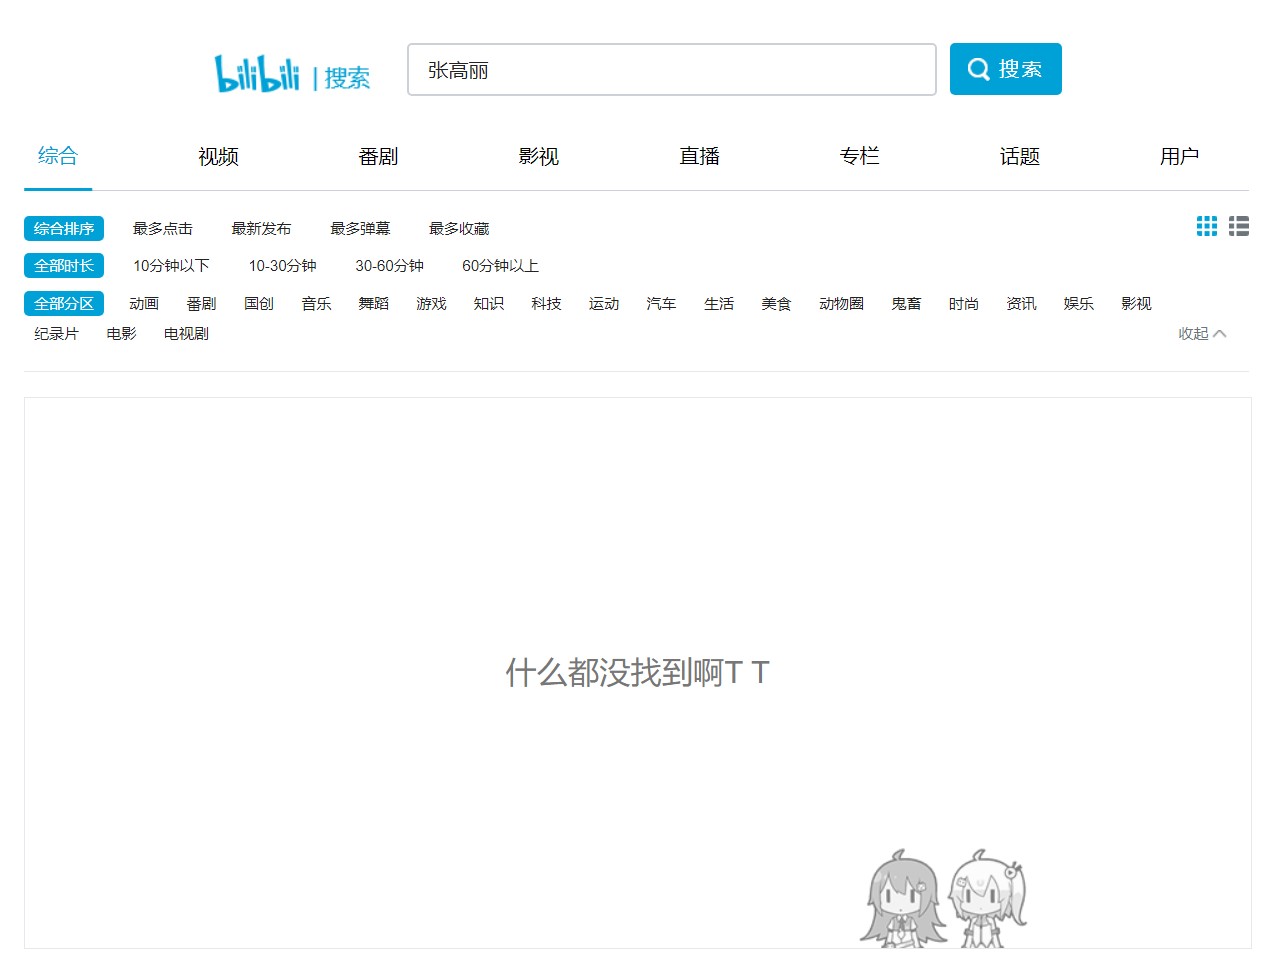 bilibili | 搜索 张高丽 搜索
综合 视频 番剧 影视 直播 专栏 话题 用户
综合排序 最多点击 最新发布 最多弹幕 最多收藏
全部时长 10分钟以下 10-30分钟 30-60分钟 60分钟以上
全部分区 动画 番剧 国创 音乐 舞蹈 游戏 知识 科技 运动 汽车 生活 美食 动物圈 鬼畜 时尚 资讯 娱乐 影视
纪录片 电影 电视剧 收起
什么都没找到啊T T